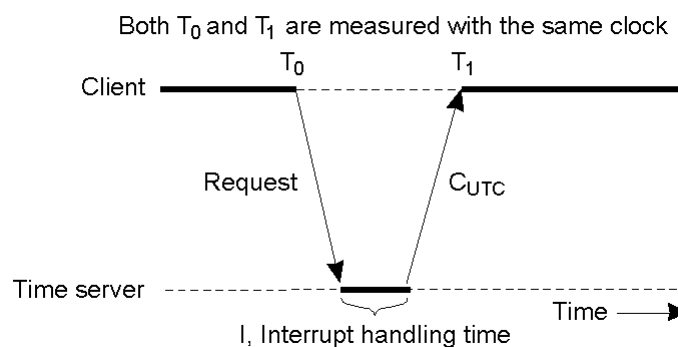 Both T₀ and T₁ are measured with the same clock
T₀
T₁
Client
Request
C_UTC
Time server
Time
I, Interrupt handling time